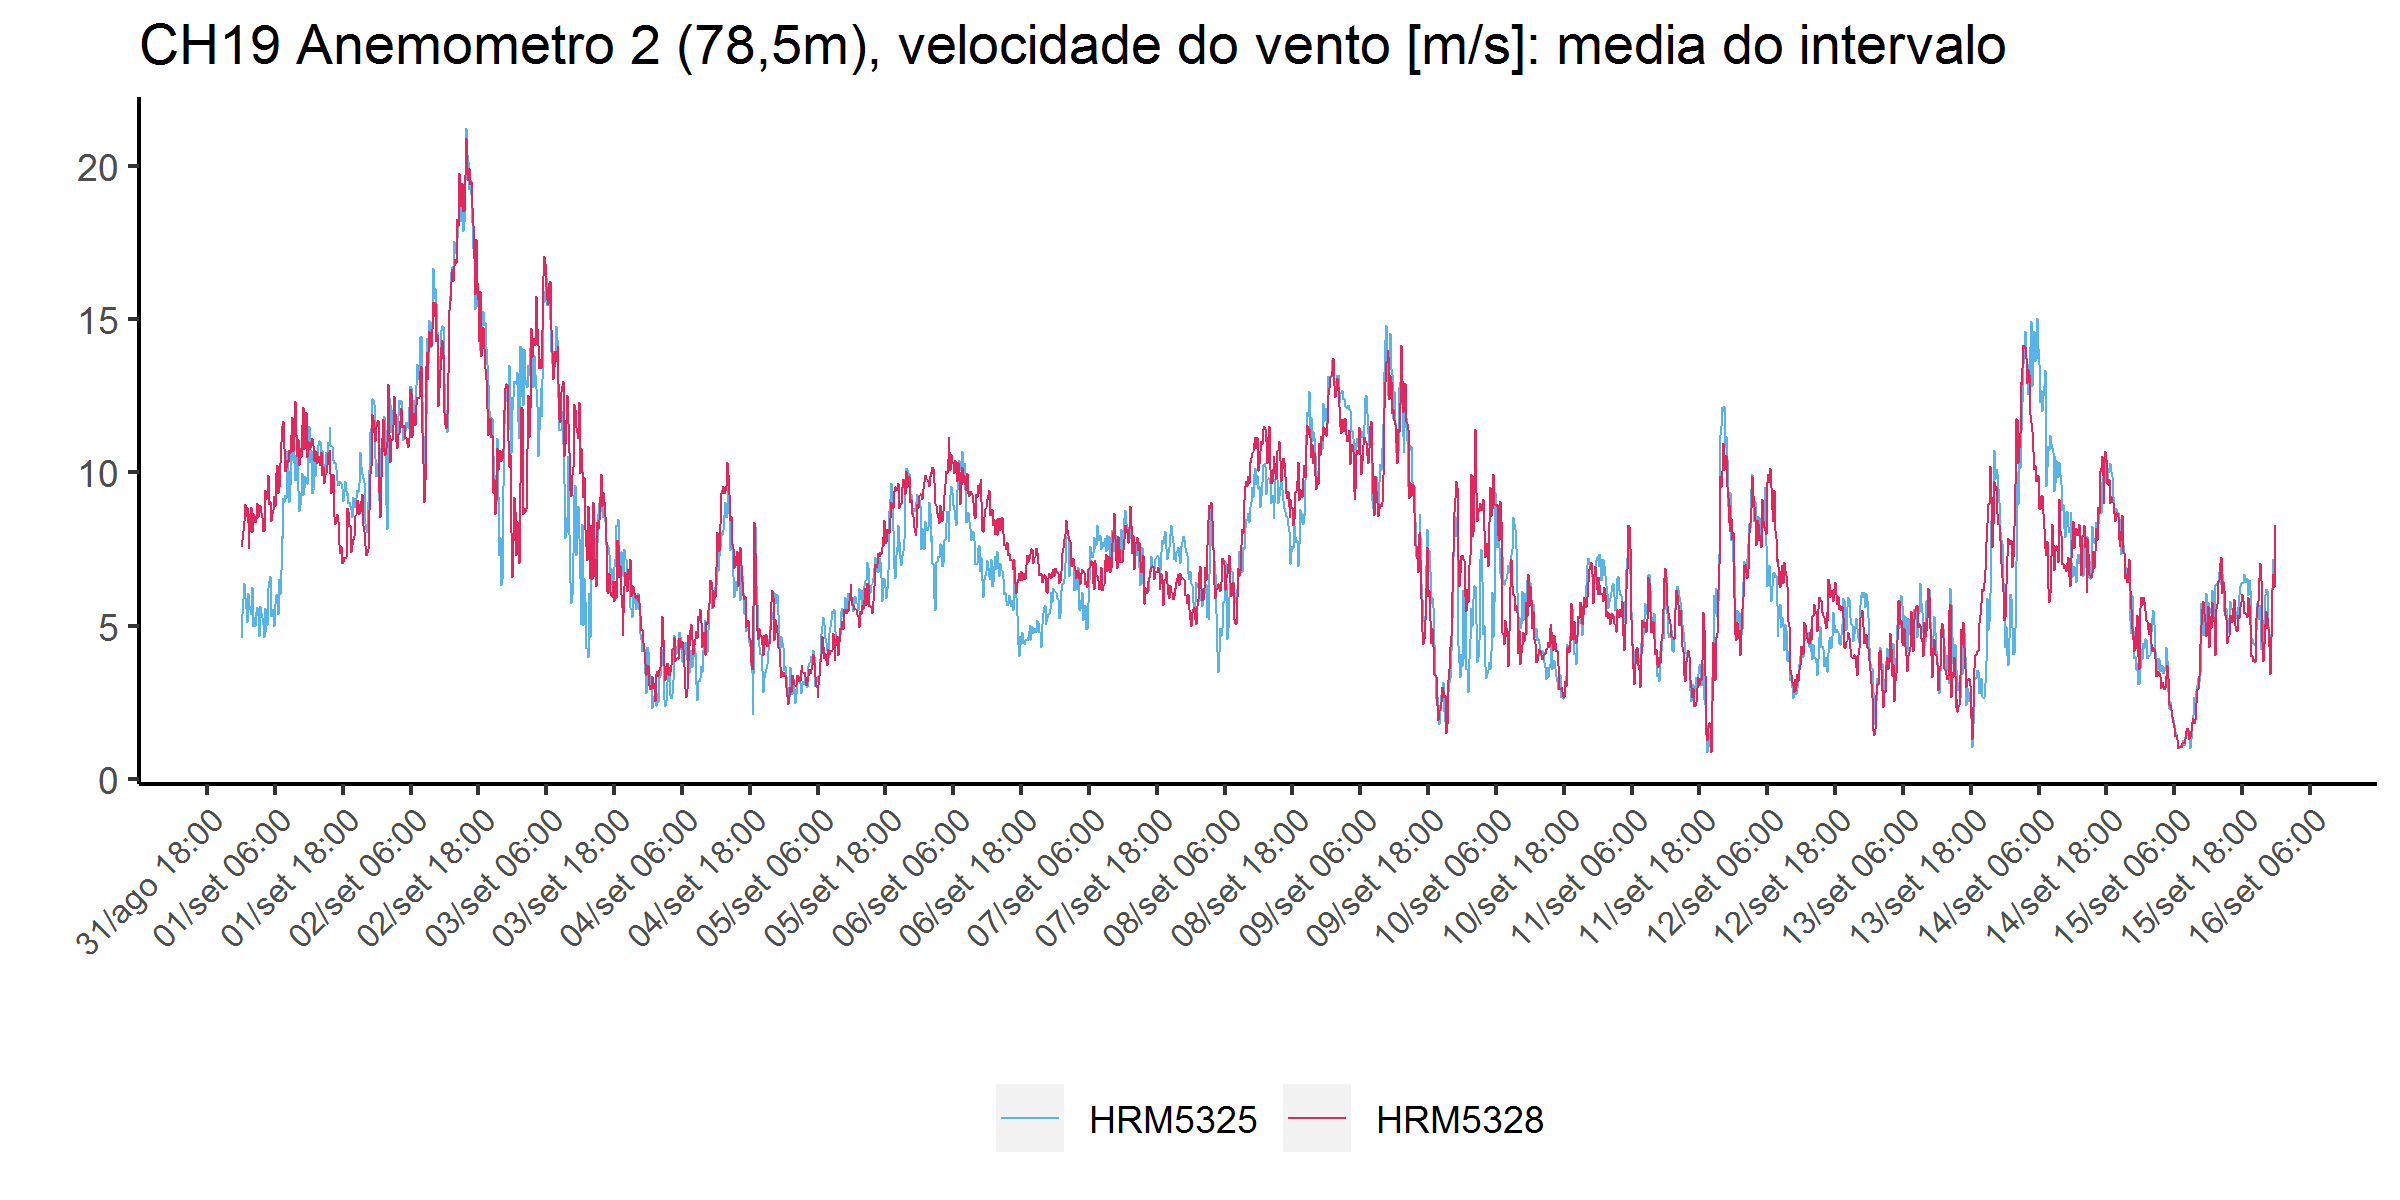 CH19 Anemometro 2 (78,5m), velocidade do vento [m/s]: media do intervalo
20
15
10
5
0
31/ago 18:00
01/set 06:00
01/set 18:00
02/set 06:00
02/set 18:00
03/set 06:00
03/set 18:00
04/set 06:00
04/set 18:00
05/set 06:00
05/set 18:00
06/set 06:00
06/set 18:00
07/set 06:00
07/set 18:00
08/set 06:00
08/set 18:00
09/set 06:00
09/set 18:00
10/set 06:00
10/set 18:00
11/set 06:00
11/set 18:00
12/set 06:00
12/set 18:00
13/set 06:00
13/set 18:00
14/set 06:00
14/set 18:00
15/set 06:00
15/set 18:00
16/set 06:00
HRM5325 HRM5328